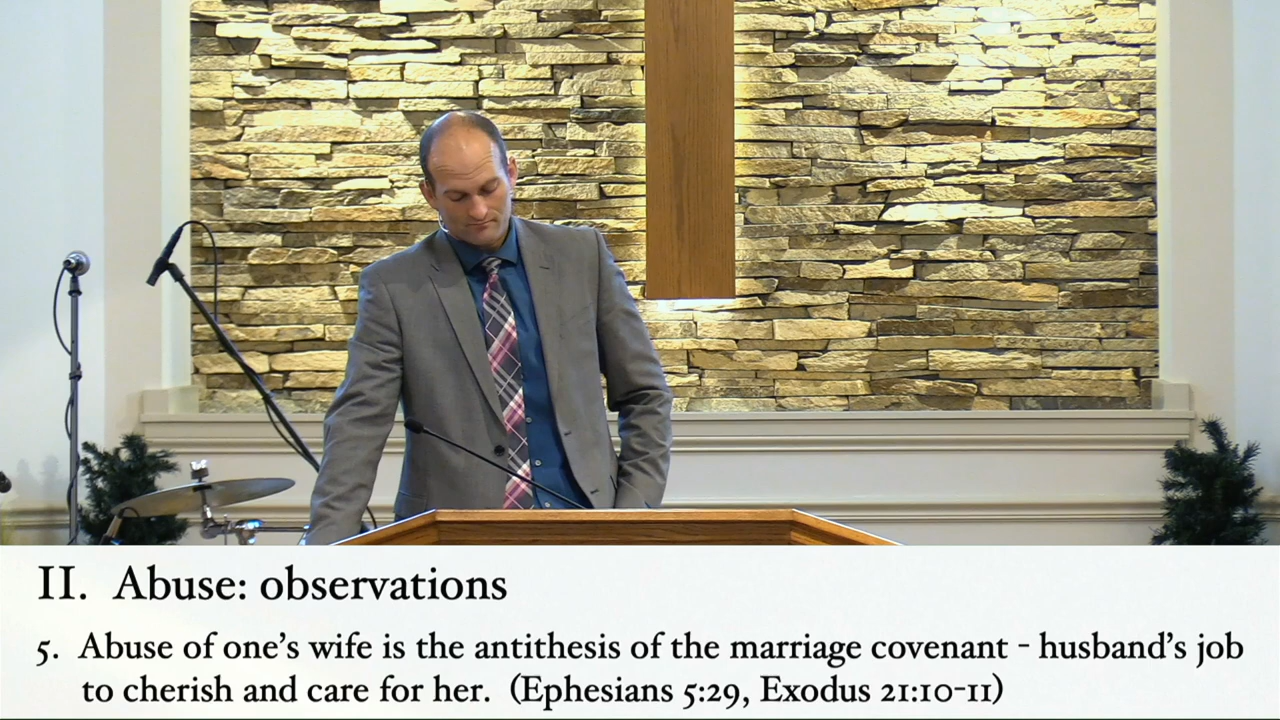 II. Abuse: observations
5. Abuse of one's wife is the antithesis of the marriage covenant - husband's job
to cherish and care for her. (Ephesians 5:29, Exodus 21:10-11)